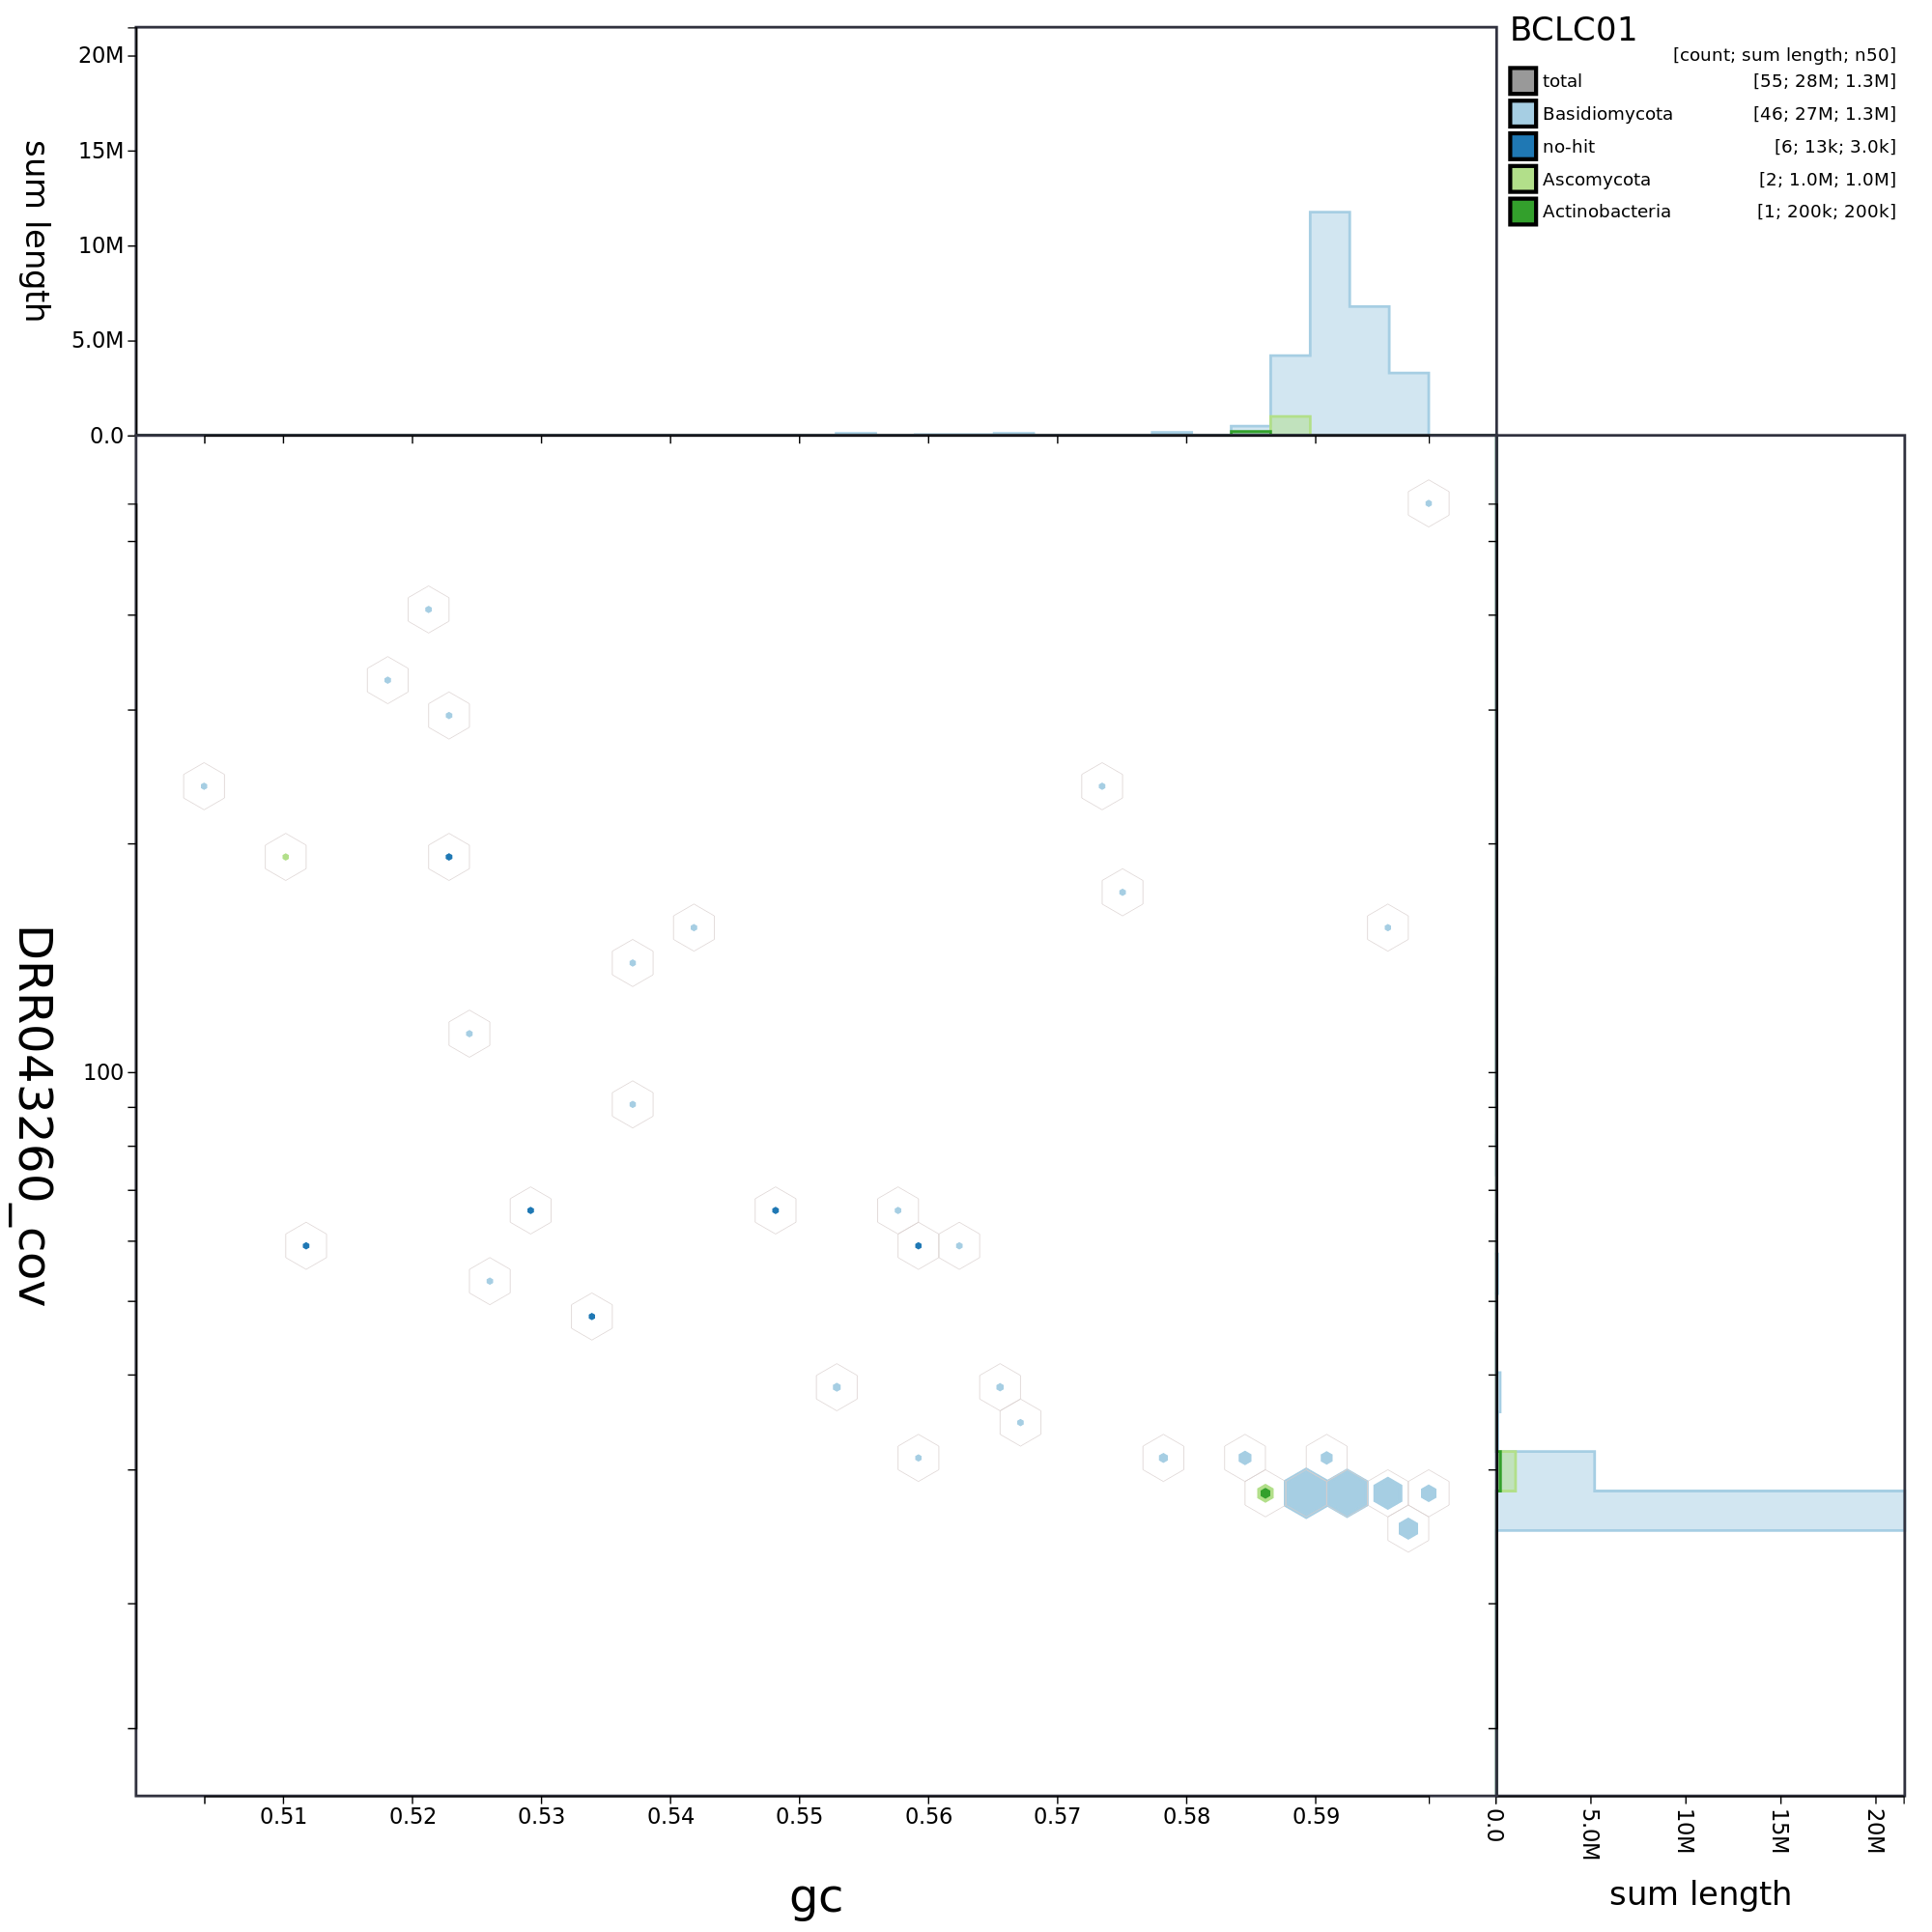 BCLC01
[count; sum length; n50]
total [55; 28M; 1.3M]
Basidiomycota [46; 27M; 1.3M]
no-hit [6; 13k; 3.0k]
Ascomycota [2; 1.0M; 1.0M]
Actinobacteria [1; 200k; 200k]
sum length
20M
15M
10M
5.0M
0.0
DRR043260_cov
100
0.51 0.52 0.53 0.54 0.55 0.56 0.57 0.58 0.59
gc
0.0 5.0M 10M 15M 20M
sum length